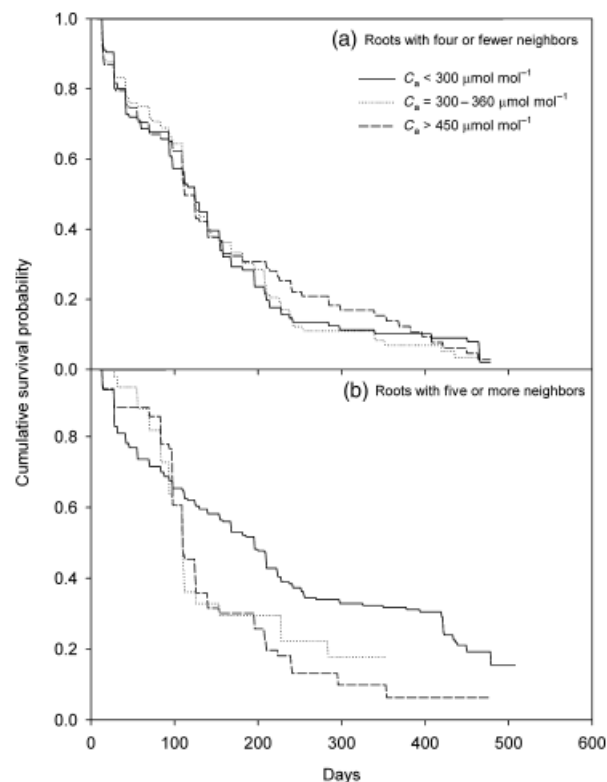 1.0
(a) Roots with four or fewer neighbors
Cₐ < 300 μmol mol⁻¹
Cₐ = 300 – 360 μmol mol⁻¹
Cₐ > 450 μmol mol⁻¹
0.8
0.6
0.4
0.2
0.0
(b) Roots with five or more neighbors
0.8
0.6
0.4
0.2
0.0
Cumulative survival probability
0 100 200 300 400 500 600
Days